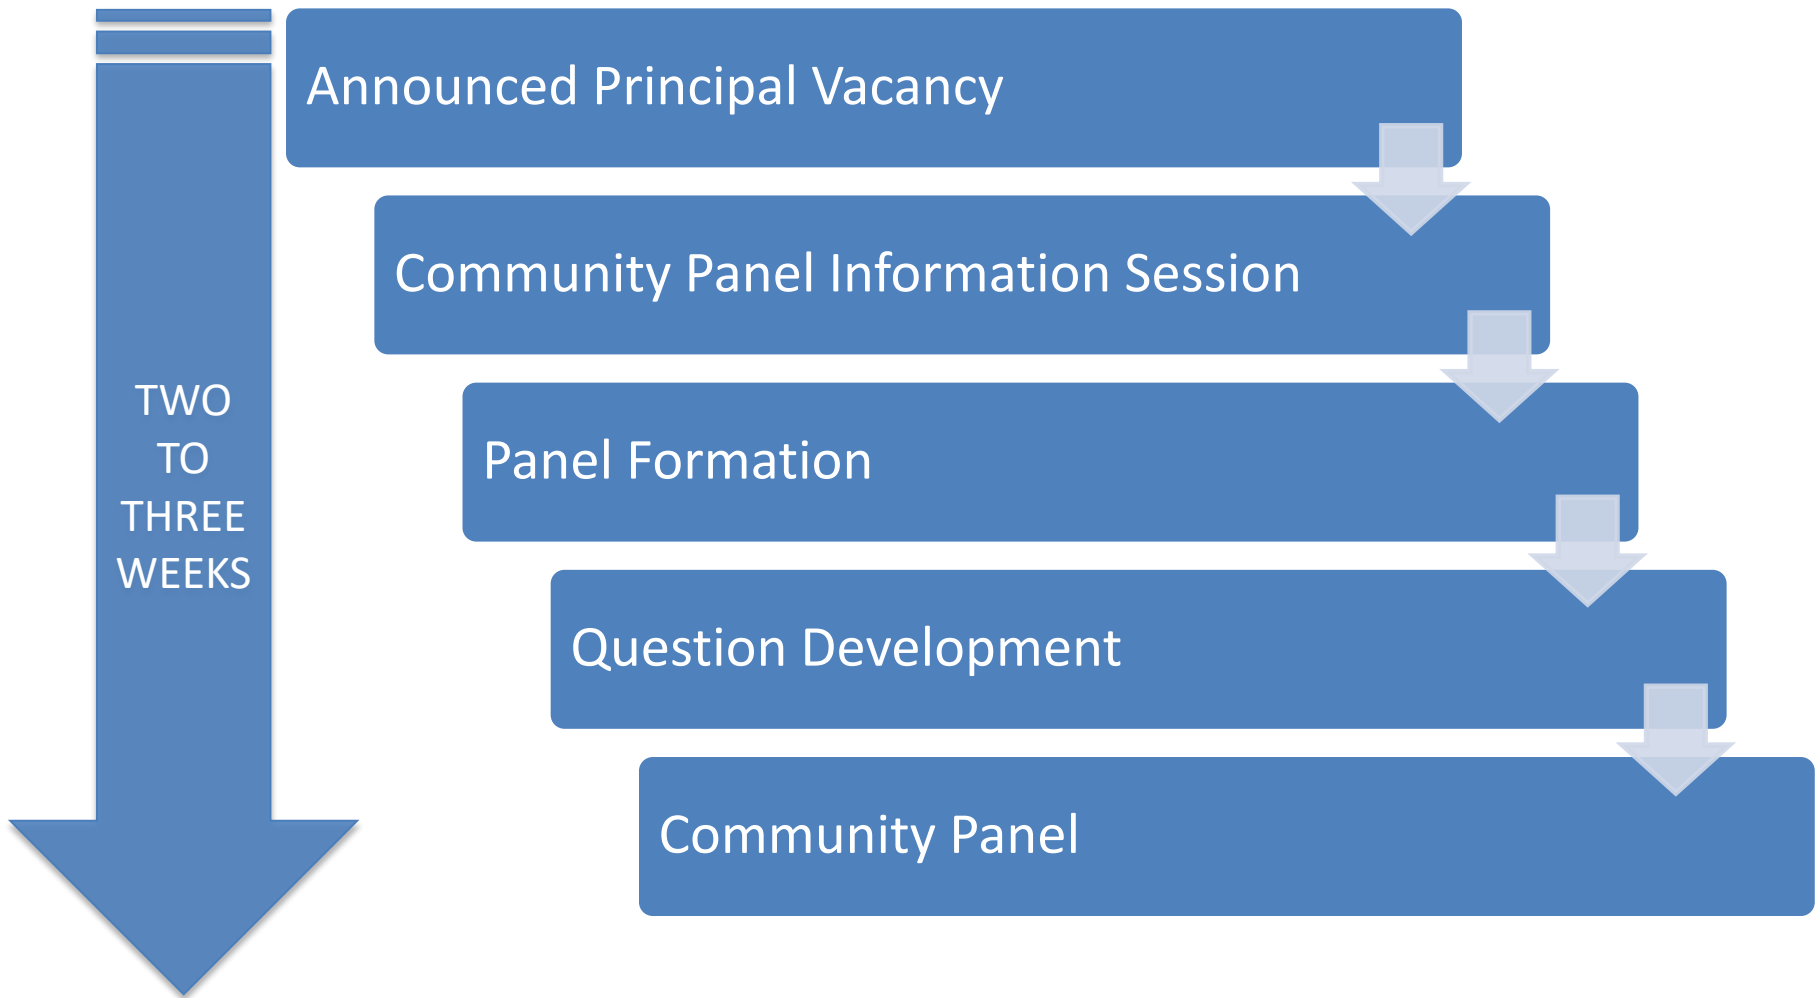 Announced Principal Vacancy
Community Panel Information Session
Panel Formation
Question Development
Community Panel
TWO
TO
THREE
WEEKS